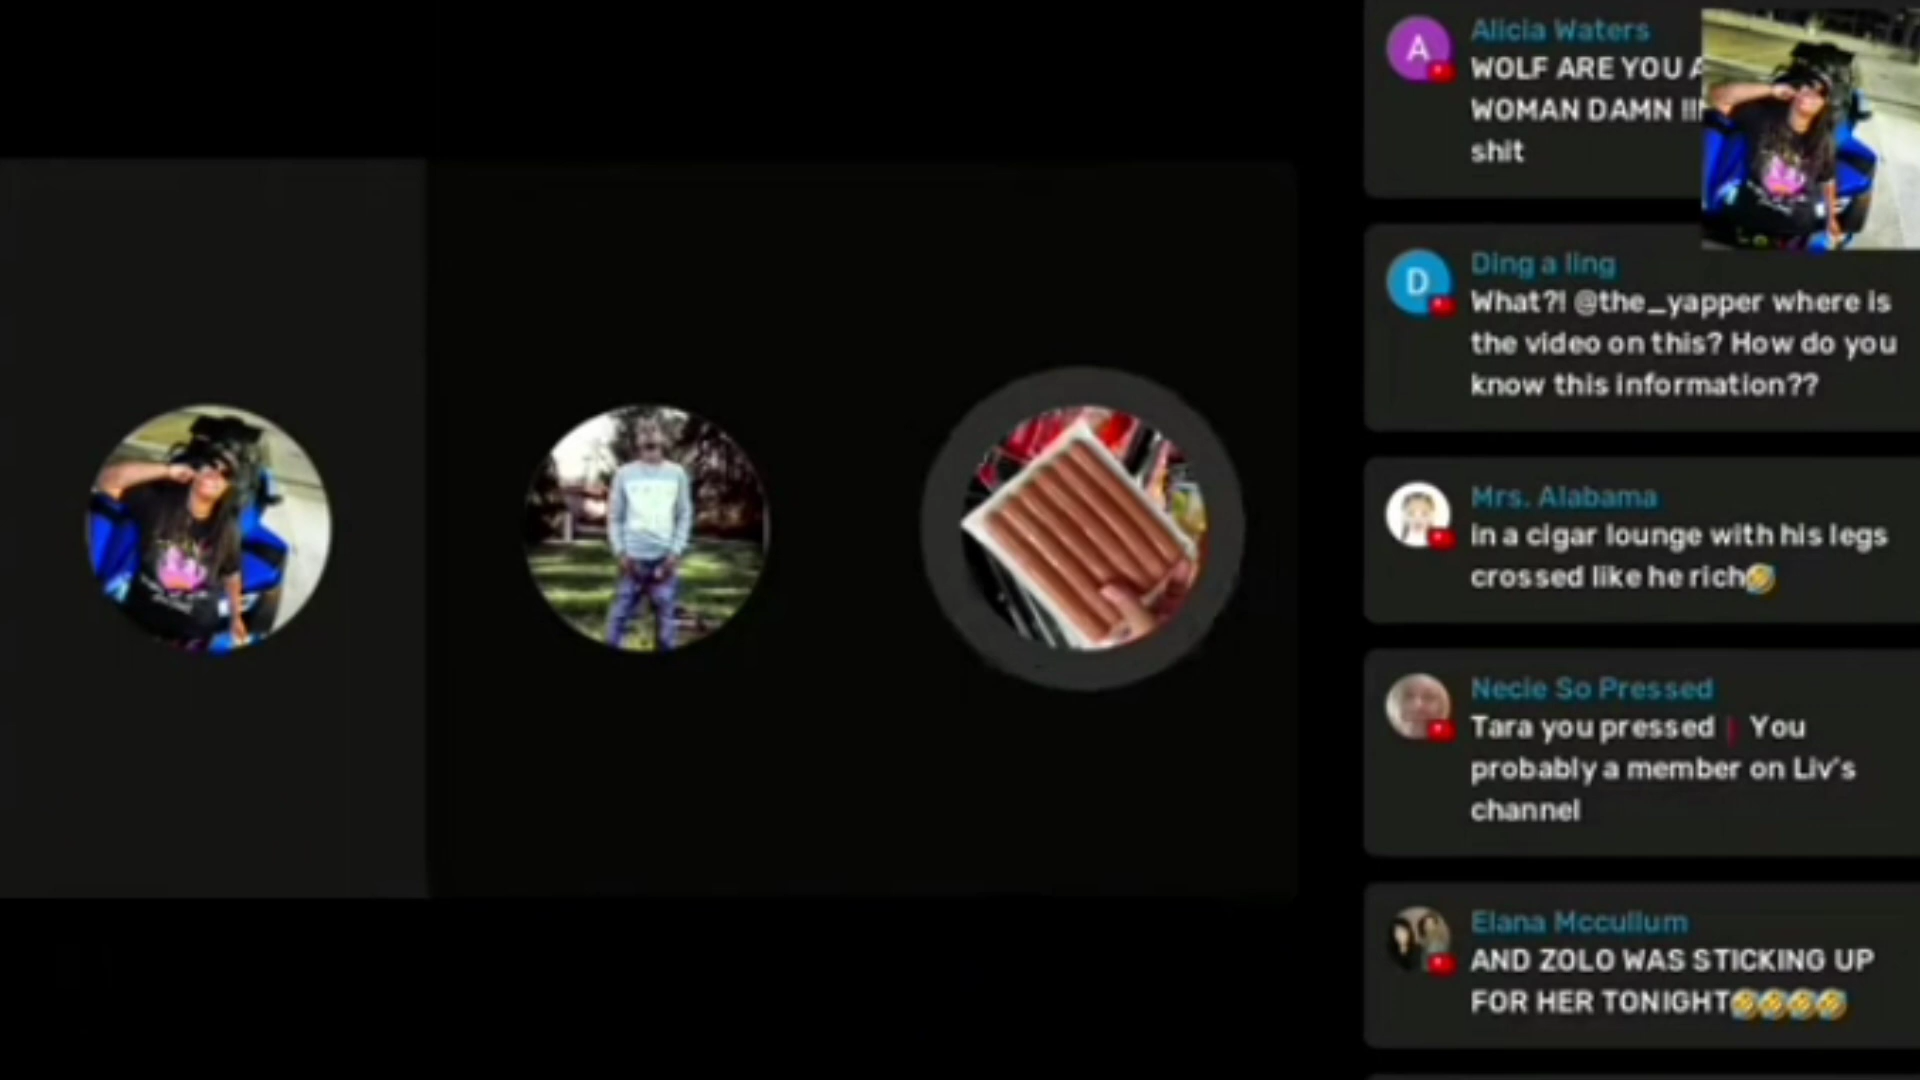 A
Alicia Waters
WOLF ARE YOU
WOMAN DAMN
shit
D
Ding a ling
What?! @the_yapper where is
the video on this? How do you
know this information??
Mrs. Alabama
In a cigar lounge with his legs
crossed like he rich🤣
Necie So Pressed
Tara you pressed❗ You
probably a member on Liv's
channel
Elana Mccullum
AND ZOLO WAS STICKING UP
FOR HER TONIGHT🤣🤣🤣🤣